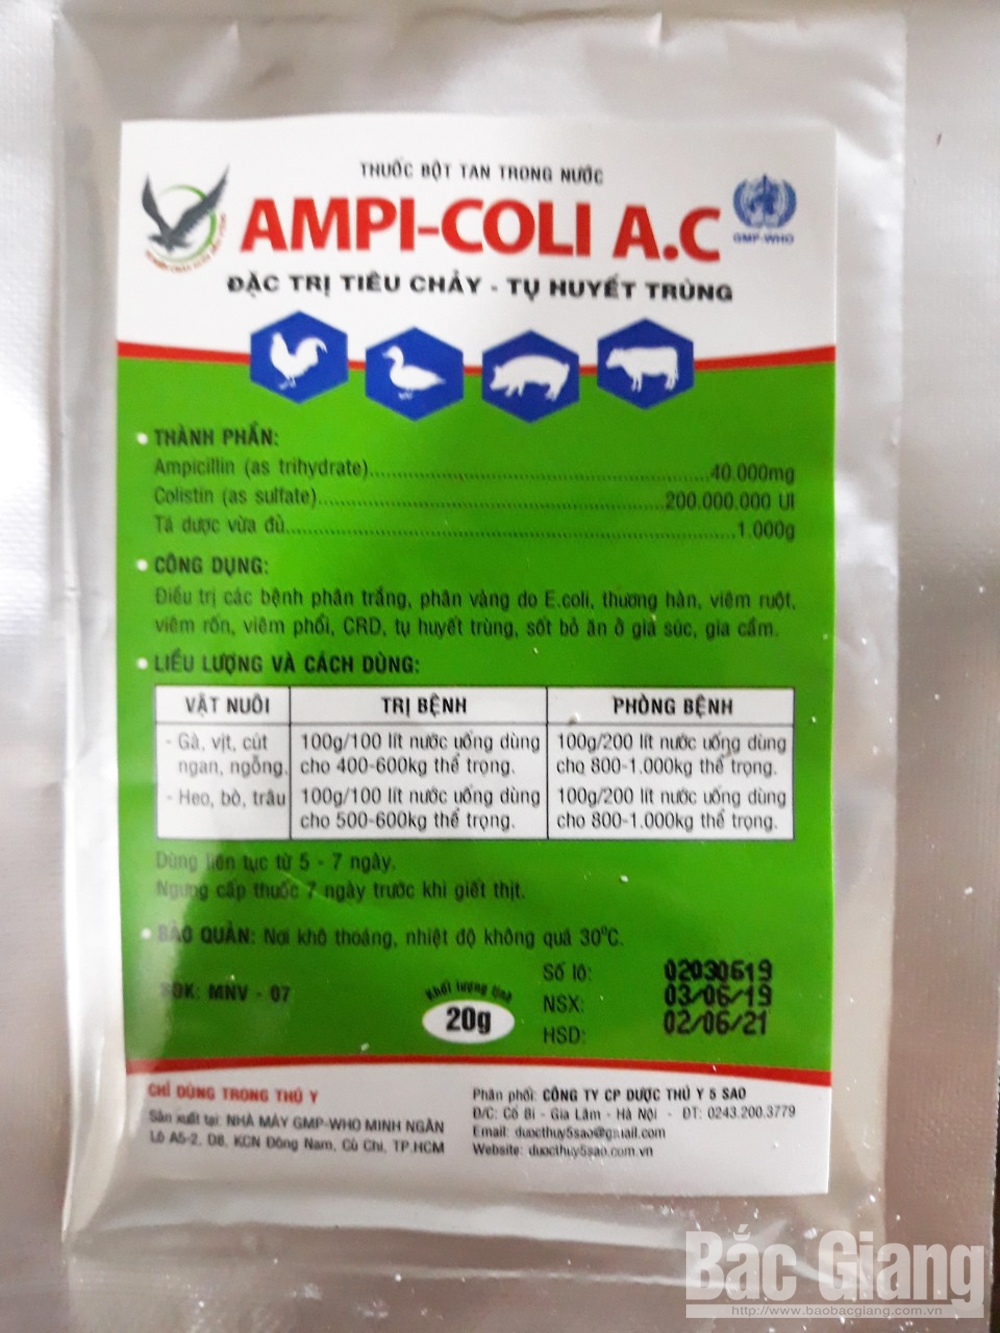 THUỐC BỘT TAN TRONG NƯỚC
AMPI-COLI A.C
GMP-WHO
ĐẶC TRỊ TIÊU CHẢY - TỤ HUYẾT TRÙNG
• THÀNH PHẦN:
Ampicillin (as trihydrate)......................................................40.000mg
Colistin (as sulfate)......................................................200.000.000 UI
Tá dược vừa đủ......................................................1.000g
• CÔNG DỤNG:
Điều trị các bệnh phân trắng, phân vàng do E.coli, thương hàn, viêm ruột,
viêm rốn, viêm phổi, CRD, tụ huyết trùng, sốt bỏ ăn ở gia súc, gia cầm.
• LIỀU LƯỢNG VÀ CÁCH DÙNG:
VẬT NUÔI TRỊ BỆNH PHÒNG BỆNH
- Gà, vịt, cút 100g/100 lít nước uống dùng 100g/200 lít nước uống dùng
ngan, ngỗng. cho 400-600kg thể trọng. cho 800-1.000kg thể trọng.
- Heo, bò, trâu 100g/100 lít nước uống dùng 100g/200 lít nước uống dùng
cho 500-600kg thể trọng. cho 800-1.000kg thể trọng.
Dùng liên tục từ 5 - 7 ngày.
Ngưng cấp thuốc 7 ngày trước khi giết thịt.
• BẢO QUẢN: Nơi khô thoáng, nhiệt độ không quá 30°C.
SĐK: MNV - 07
Khối lượng tịnh
20g
Số lô: 02030619
NSX: 03/06/19
HSD: 02/06/21
CHỈ DÙNG TRONG THÚ Y
Sản xuất tại: NHÀ MÁY GMP-WHO MINH NGÂN
Lô A5-2, D8, KCN Đông Nam, Củ Chi, TP.HCM
Phân phối: CÔNG TY CP DƯỢC THÚ Y 5 SAO
Đ/C: Cổ Bi - Gia Lâm - Hà Nội - ĐT: 0243.200.3779
Email: duocthuy5sao@gmail.com
Website: duocthuy5sao.com.vn
Bắc Giang
http://www.baobacgiang.com.vn